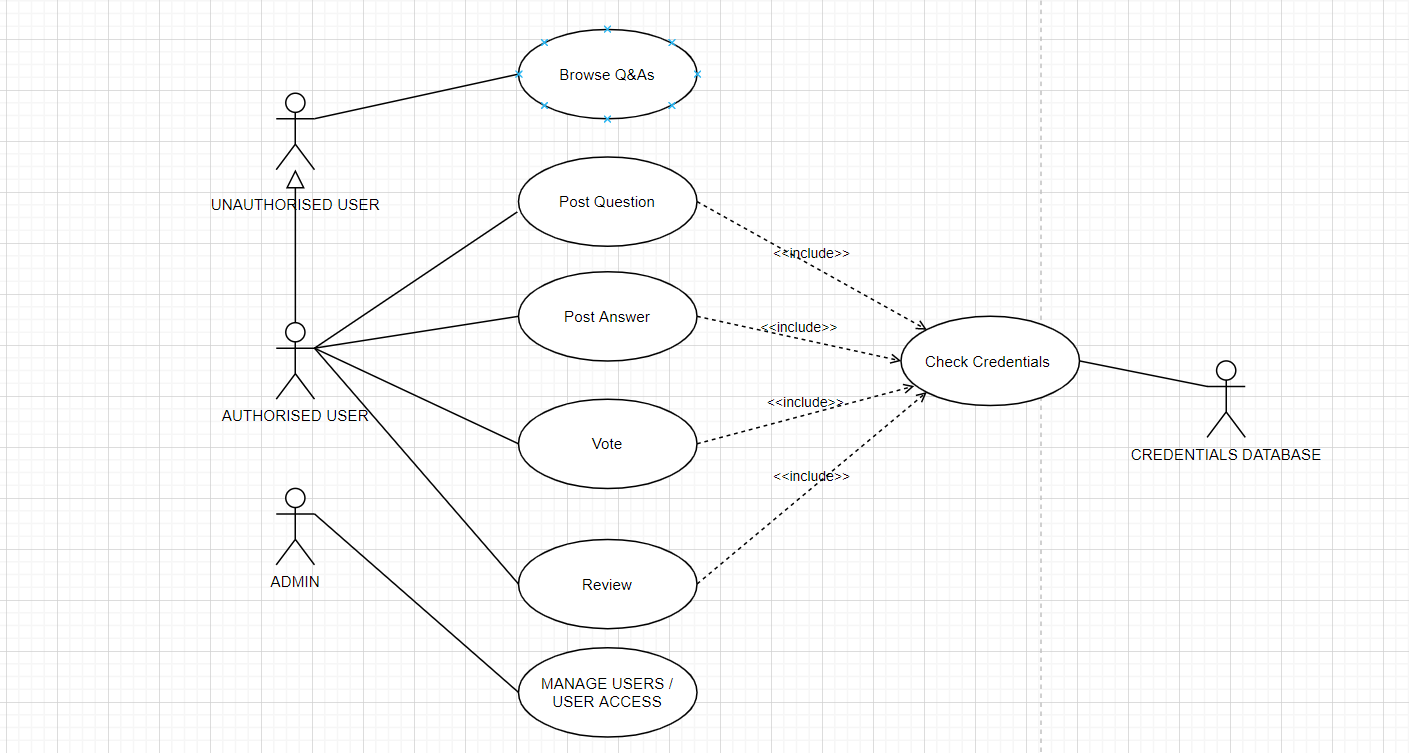 Browse Q&As
UNAUTHORISED USER
Post Question
<<include>>
Post Answer
<<include>>
Check Credentials
AUTHORISED USER
<<include>>
Vote
CREDENTIALS DATABASE
<<include>>
ADMIN
Review
MANAGE USERS /
USER ACCESS